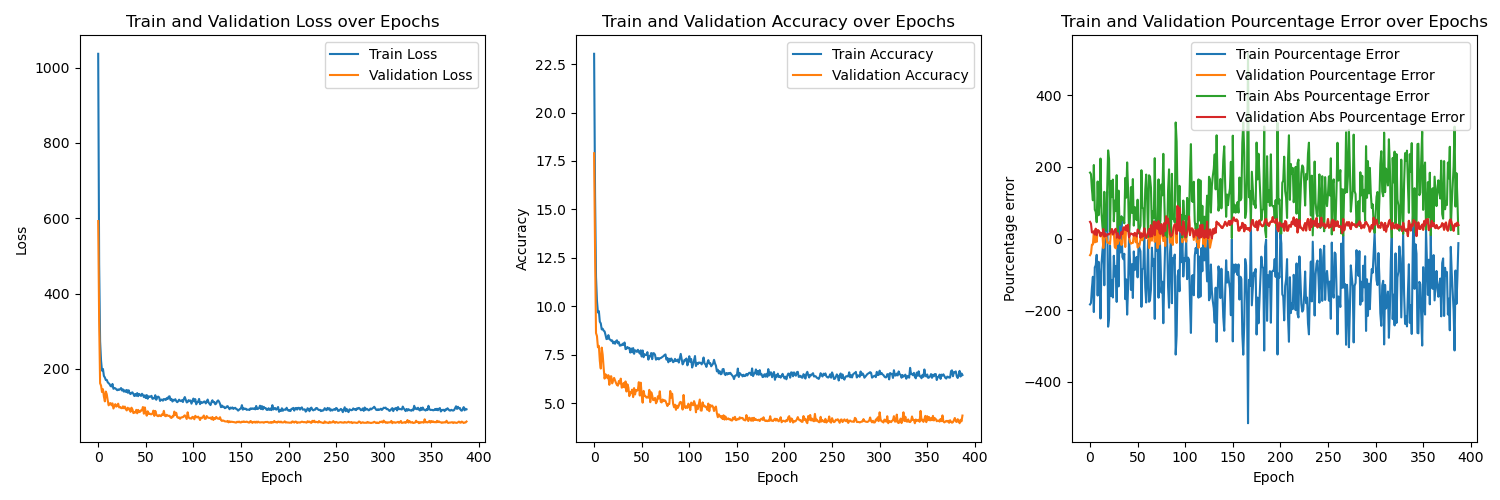 Train and Validation Loss over Epochs
1000
800
600
400
200
Loss
0 50 100 150 200 250 300 350 400
Epoch
Train Loss
Validation Loss
Train and Validation Accuracy over Epochs
22.5
20.0
17.5
15.0
12.5
10.0
7.5
5.0
Accuracy
0 50 100 150 200 250 300 350 400
Epoch
Train Accuracy
Validation Accuracy
Train and Validation Pourcentage Error over Epochs
400
200
0
−200
−400
Pourcentage error
0 50 100 150 200 250 300 350 400
Epoch
Train Pourcentage Error
Validation Pourcentage Error
Train Abs Pourcentage Error
Validation Abs Pourcentage Error